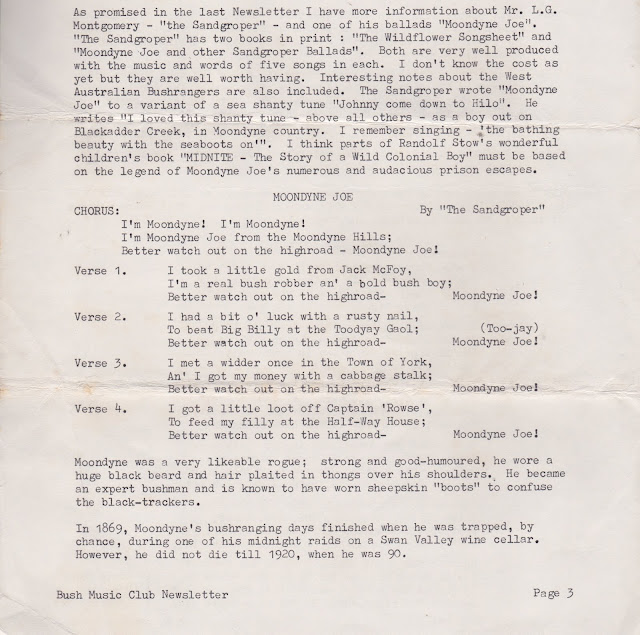 As promised in the last Newsletter I have more information about Mr. L.G.
Montgomery - "the Sandgroper" - and one of his ballads "Moondyne Joe".
"The Sandgroper" has two books in print : "The Wildflower Songsheet" and
"Moondyne Joe and other Sandgroper Ballads". Both are very well produced
with the music and words of five songs in each. I don't know the cost as
yet but they are well worth having. Interesting notes about the West
Australian Bushrangers are also included. The Sandgroper wrote "Moondyne
Joe" to a variant of a sea shanty tune "Johnny come down to Hilo". He
writes "I loved this shanty tune - above all others - as a boy out on
Blackadder Creek, in Moondyne country. I remember singing - 'the bathing
beauty with the seaboots on'". I think parts of Randolf Stow's wonderful
children's book "MIDNITE - The Story of a Wild Colonial Boy" must be based
on the legend of Moondyne Joe's numerous and audacious prison escapes.
MOONDYNE JOE
CHORUS: By "The Sandgroper"
I'm Moondyne! I'm Moondyne!
I'm Moondyne Joe from the Moondyne Hills;
Better watch out on the highroad - Moondyne Joe!
Verse 1. I took a little gold from Jack McFoy,
I'm a real bush robber an' a bold bush boy;
Better watch out on the highroad- Moondyne Joe!
Verse 2. I had a bit o' luck with a rusty nail,
To beat Big Billy at the Toodyay Gaol; (Too-jay)
Better watch out on the highroad- Moondyne Joe!
Verse 3. I met a widder once in the Town of York,
An' I got my money with a cabbage stalk;
Better watch out on the highroad- Moondyne Joe!
Verse 4. I got a little loot off Captain 'Rowse',
To feed my filly at the Half-Way House;
Better watch out on the highroad- Moondyne Joe!
Moondyne was a very likeable rogue; strong and good-humoured, he wore a
huge black beard and hair plaited in thongs over his shoulders. He became
an expert bushman and is known to have worn sheepskin "boots" to confuse
the black-trackers.
In 1869, Moondyne's bushranging days finished when he was trapped, by
chance, during one of his midnight raids on a Swan Valley wine cellar.
However, he did not die till 1920, when he was 90.
Bush Music Club Newsletter Page 3